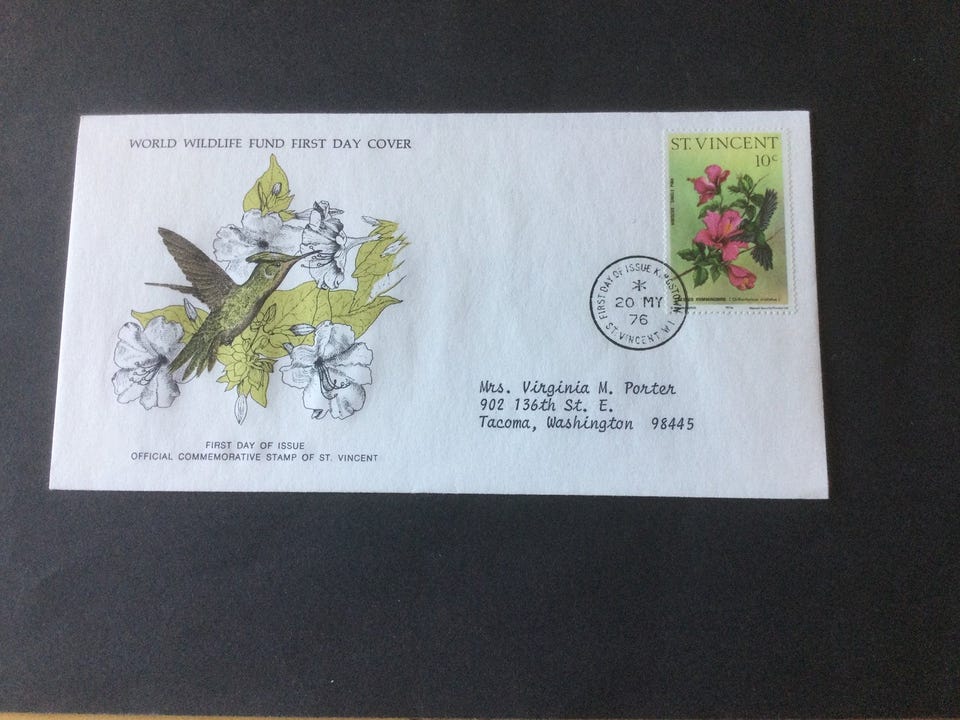 WORLD WILDLIFE FUND FIRST DAY COVER
ST. VINCENT
10c
FIRST DAY OF ISSUE KINGSTOWN
20 MY
76
ST. VINCENT W.I
Mrs. Virginia M. Porter
902 136th St. E.
Tacoma, Washington 98445
FIRST DAY OF ISSUE
OFFICIAL COMMEMORATIVE STAMP OF ST. VINCENT